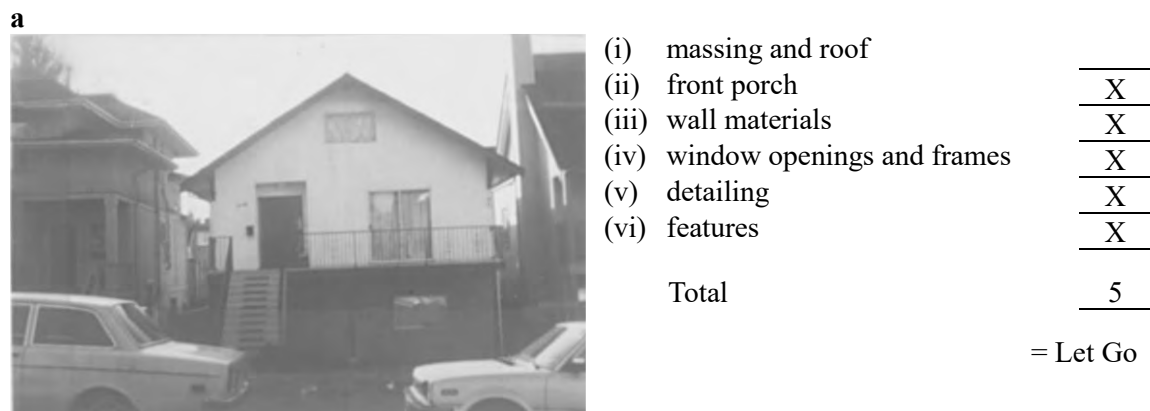 a
(i) massing and roof
(ii) front porch X
(iii) wall materials X
(iv) window openings and frames X
(v) detailing X
(vi) features X
Total 5
= Let Go